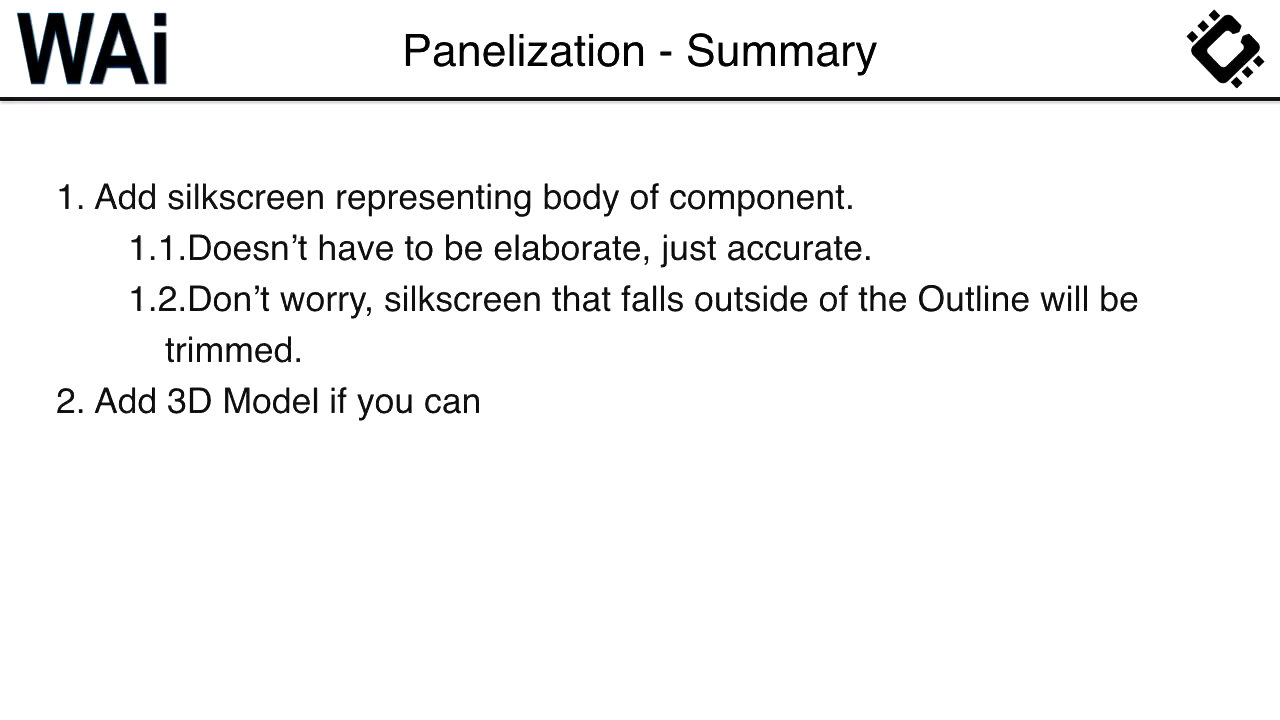 WAi
Panelization - Summary
1. Add silkscreen representing body of component.
1.1.Doesn’t have to be elaborate, just accurate.
1.2.Don’t worry, silkscreen that falls outside of the Outline will be
trimmed.
2. Add 3D Model if you can